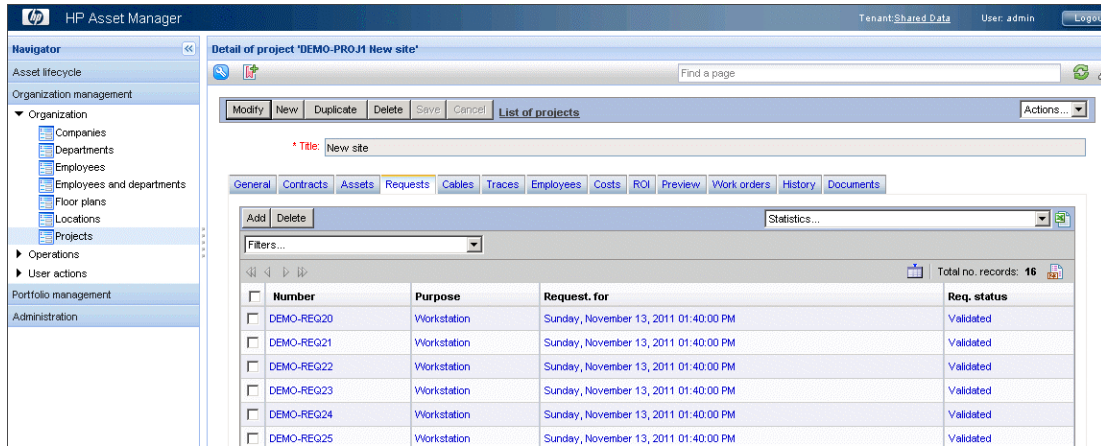 hp HP Asset Manager Tenant:Shared Data User: admin Logou
Navigator
Detail of project 'DEMO-PROJ1 New site'
Asset lifecycle
Find a page
Organization management
Modify New Duplicate Delete Save Cancel List of projects Actions...
Organization
Companies
Departments
Employees
Employees and departments
Floor plans
Locations
Projects
Operations
User actions
Portfolio management
Administration
* Title: New site
General Contracts Assets Requests Cables Traces Employees Costs ROI Preview Work orders History Documents
Add Delete Statistics...
Filters...
Total no. records: 16
Number Purpose Request. for Req. status
DEMO-REQ20 Workstation Sunday, November 13, 2011 01:40:00 PM Validated
DEMO-REQ21 Workstation Sunday, November 13, 2011 01:40:00 PM Validated
DEMO-REQ22 Workstation Sunday, November 13, 2011 01:40:00 PM Validated
DEMO-REQ23 Workstation Sunday, November 13, 2011 01:40:00 PM Validated
DEMO-REQ24 Workstation Sunday, November 13, 2011 01:40:00 PM Validated
DEMO-REQ25 Workstation Sunday, November 13, 2011 01:40:00 PM Validated